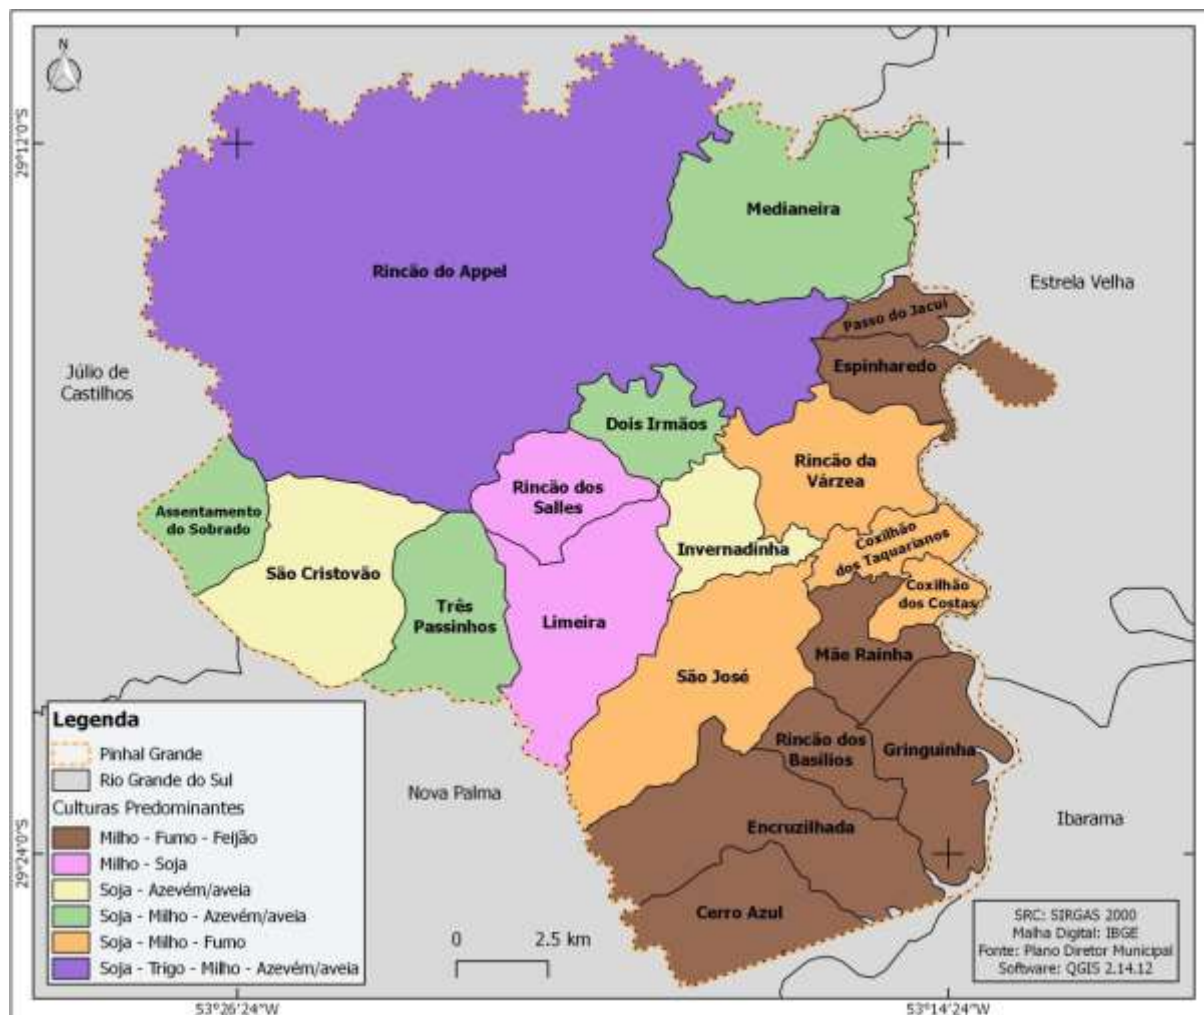 N
29°12'0"S
29°24'0"S
53°26'24"W
53°14'24"W
Medianeira
Rincão do Appel
Estrela Velha
Passo do Jacuí
Júlio de
Castilhos
Espinharedo
Dois Irmãos
Rincão da
Várzea
Rincão dos
Salles
Assentamento
do Sobrado
Coxilhão
dos Taquarianos
Invernadinha
São Cristovão
Coxilhão
dos Costas
Três
Passinhos
Limeira
Mãe Rainha
São José
Rincão dos
Basílios
Gringuinha
Nova Palma
Encruzilhada
Ibarama
Cerro Azul
Legenda
Pinhal Grande
Rio Grande do Sul
Culturas Predominantes
Milho - Fumo - Feijão
Milho - Soja
Soja - Azevém/aveia
Soja - Milho - Azevém/aveia
Soja - Milho - Fumo
Soja - Trigo - Milho - Azevém/aveia
0 2.5 km
SRC: SIRGAS 2000
Malha Digital: IBGE
Fonte: Plano Diretor Municipal
Software: QGIS 2.14.12